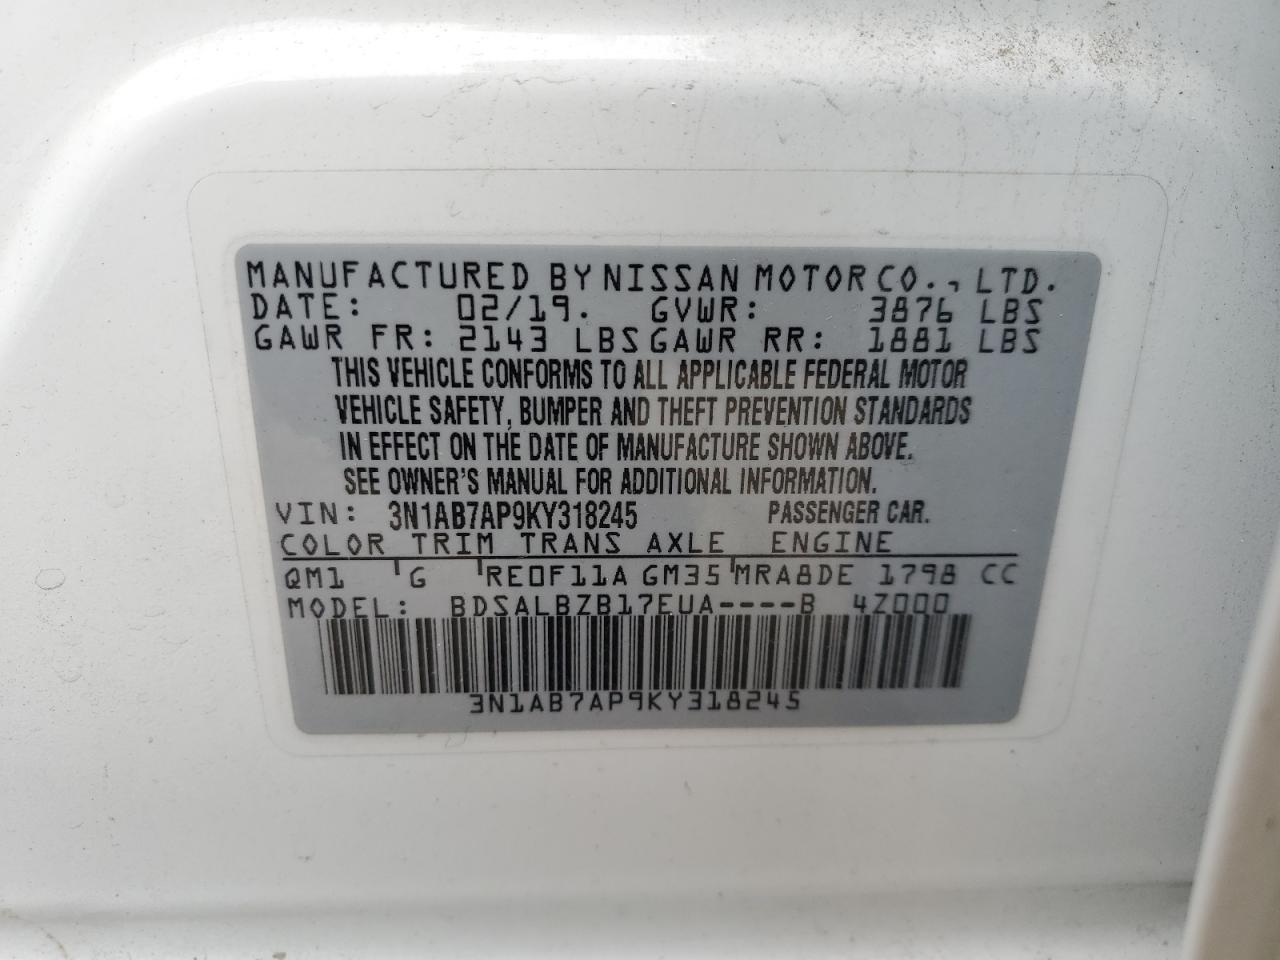 MANUFACTURED BY NISSAN MOTOR CO., LTD.
DATE: 02/19. GVWR: 3876 LBS
GAWR FR: 2143 LBS GAWR RR: 1881 LBS
THIS VEHICLE CONFORMS TO ALL APPLICABLE FEDERAL MOTOR
VEHICLE SAFETY, BUMPER AND THEFT PREVENTION STANDARDS
IN EFFECT ON THE DATE OF MANUFACTURE SHOWN ABOVE.
SEE OWNER'S MANUAL FOR ADDITIONAL INFORMATION.
VIN: 3N1AB7AP9KY318245 PASSENGER CAR.
COLOR TRIM TRANS AXLE ENGINE
QM1 G RE0F11A GM35 MRA8DE 1798 CC
MODEL: BDSALBZB17EUA----B 4Z000
3N1AB7AP9KY318245